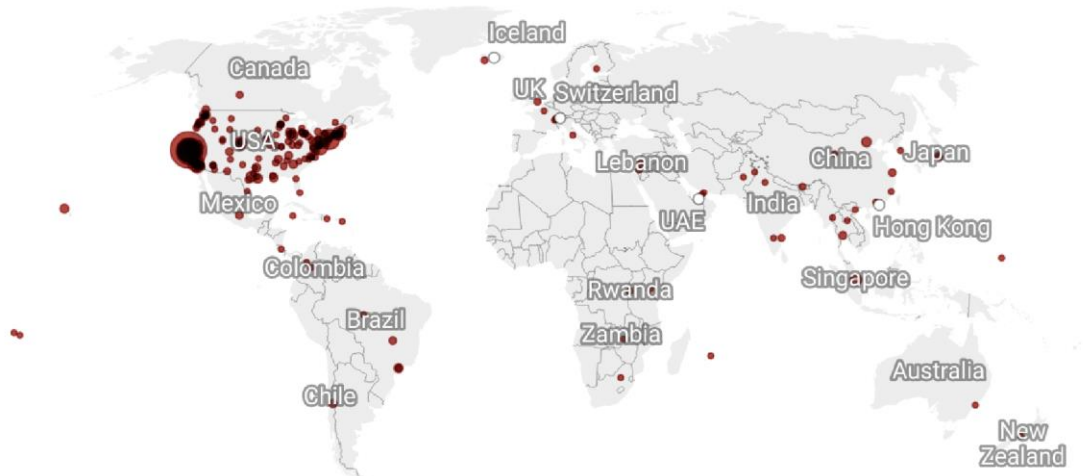 Iceland
Canada
UK
Switzerland
USA
Lebanon
China
Japan
Mexico
UAE
India
Hong Kong
Colombia
Rwanda
Singapore
Brazil
Zambia
Chile
Australia
New
Zealand